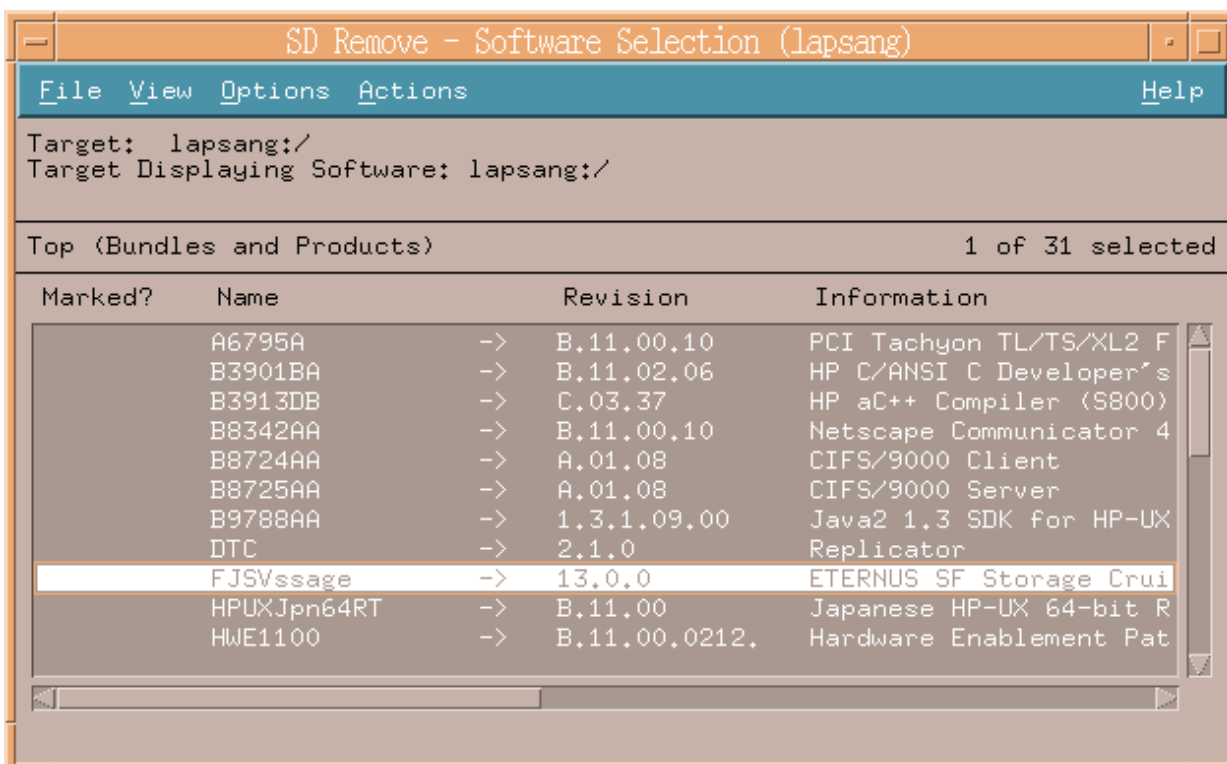 SD Remove - Software Selection (lapsang)
File View Options Actions Help
Target: lapsang:/
Target Displaying Software: lapsang:/
Top (Bundles and Products) 1 of 31 selected
Marked? Name Revision Information
A6795A -> B.11.00.10 PCI Tachyon TL/TS/XL2 F
B3901BA -> B.11.02.06 HP C/ANSI C Developer's
B3913DB -> C.03.37 HP aC++ Compiler (S800)
B8342AA -> B.11.00.10 Netscape Communicator 4
B8724AA -> A.01.08 CIFS/9000 Client
B8725AA -> A.01.08 CIFS/9000 Server
B9788AA -> 1.3.1.09.00 Java2 1.3 SDK for HP-UX
DTC -> 2.1.0 Replicator
FJSVssage -> 13.0.0 ETERNUS SF Storage Crui
HPUXJpn64RT -> B.11.00 Japanese HP-UX 64-bit R
HWE1100 -> B.11.00.0212. Hardware Enablement Pat